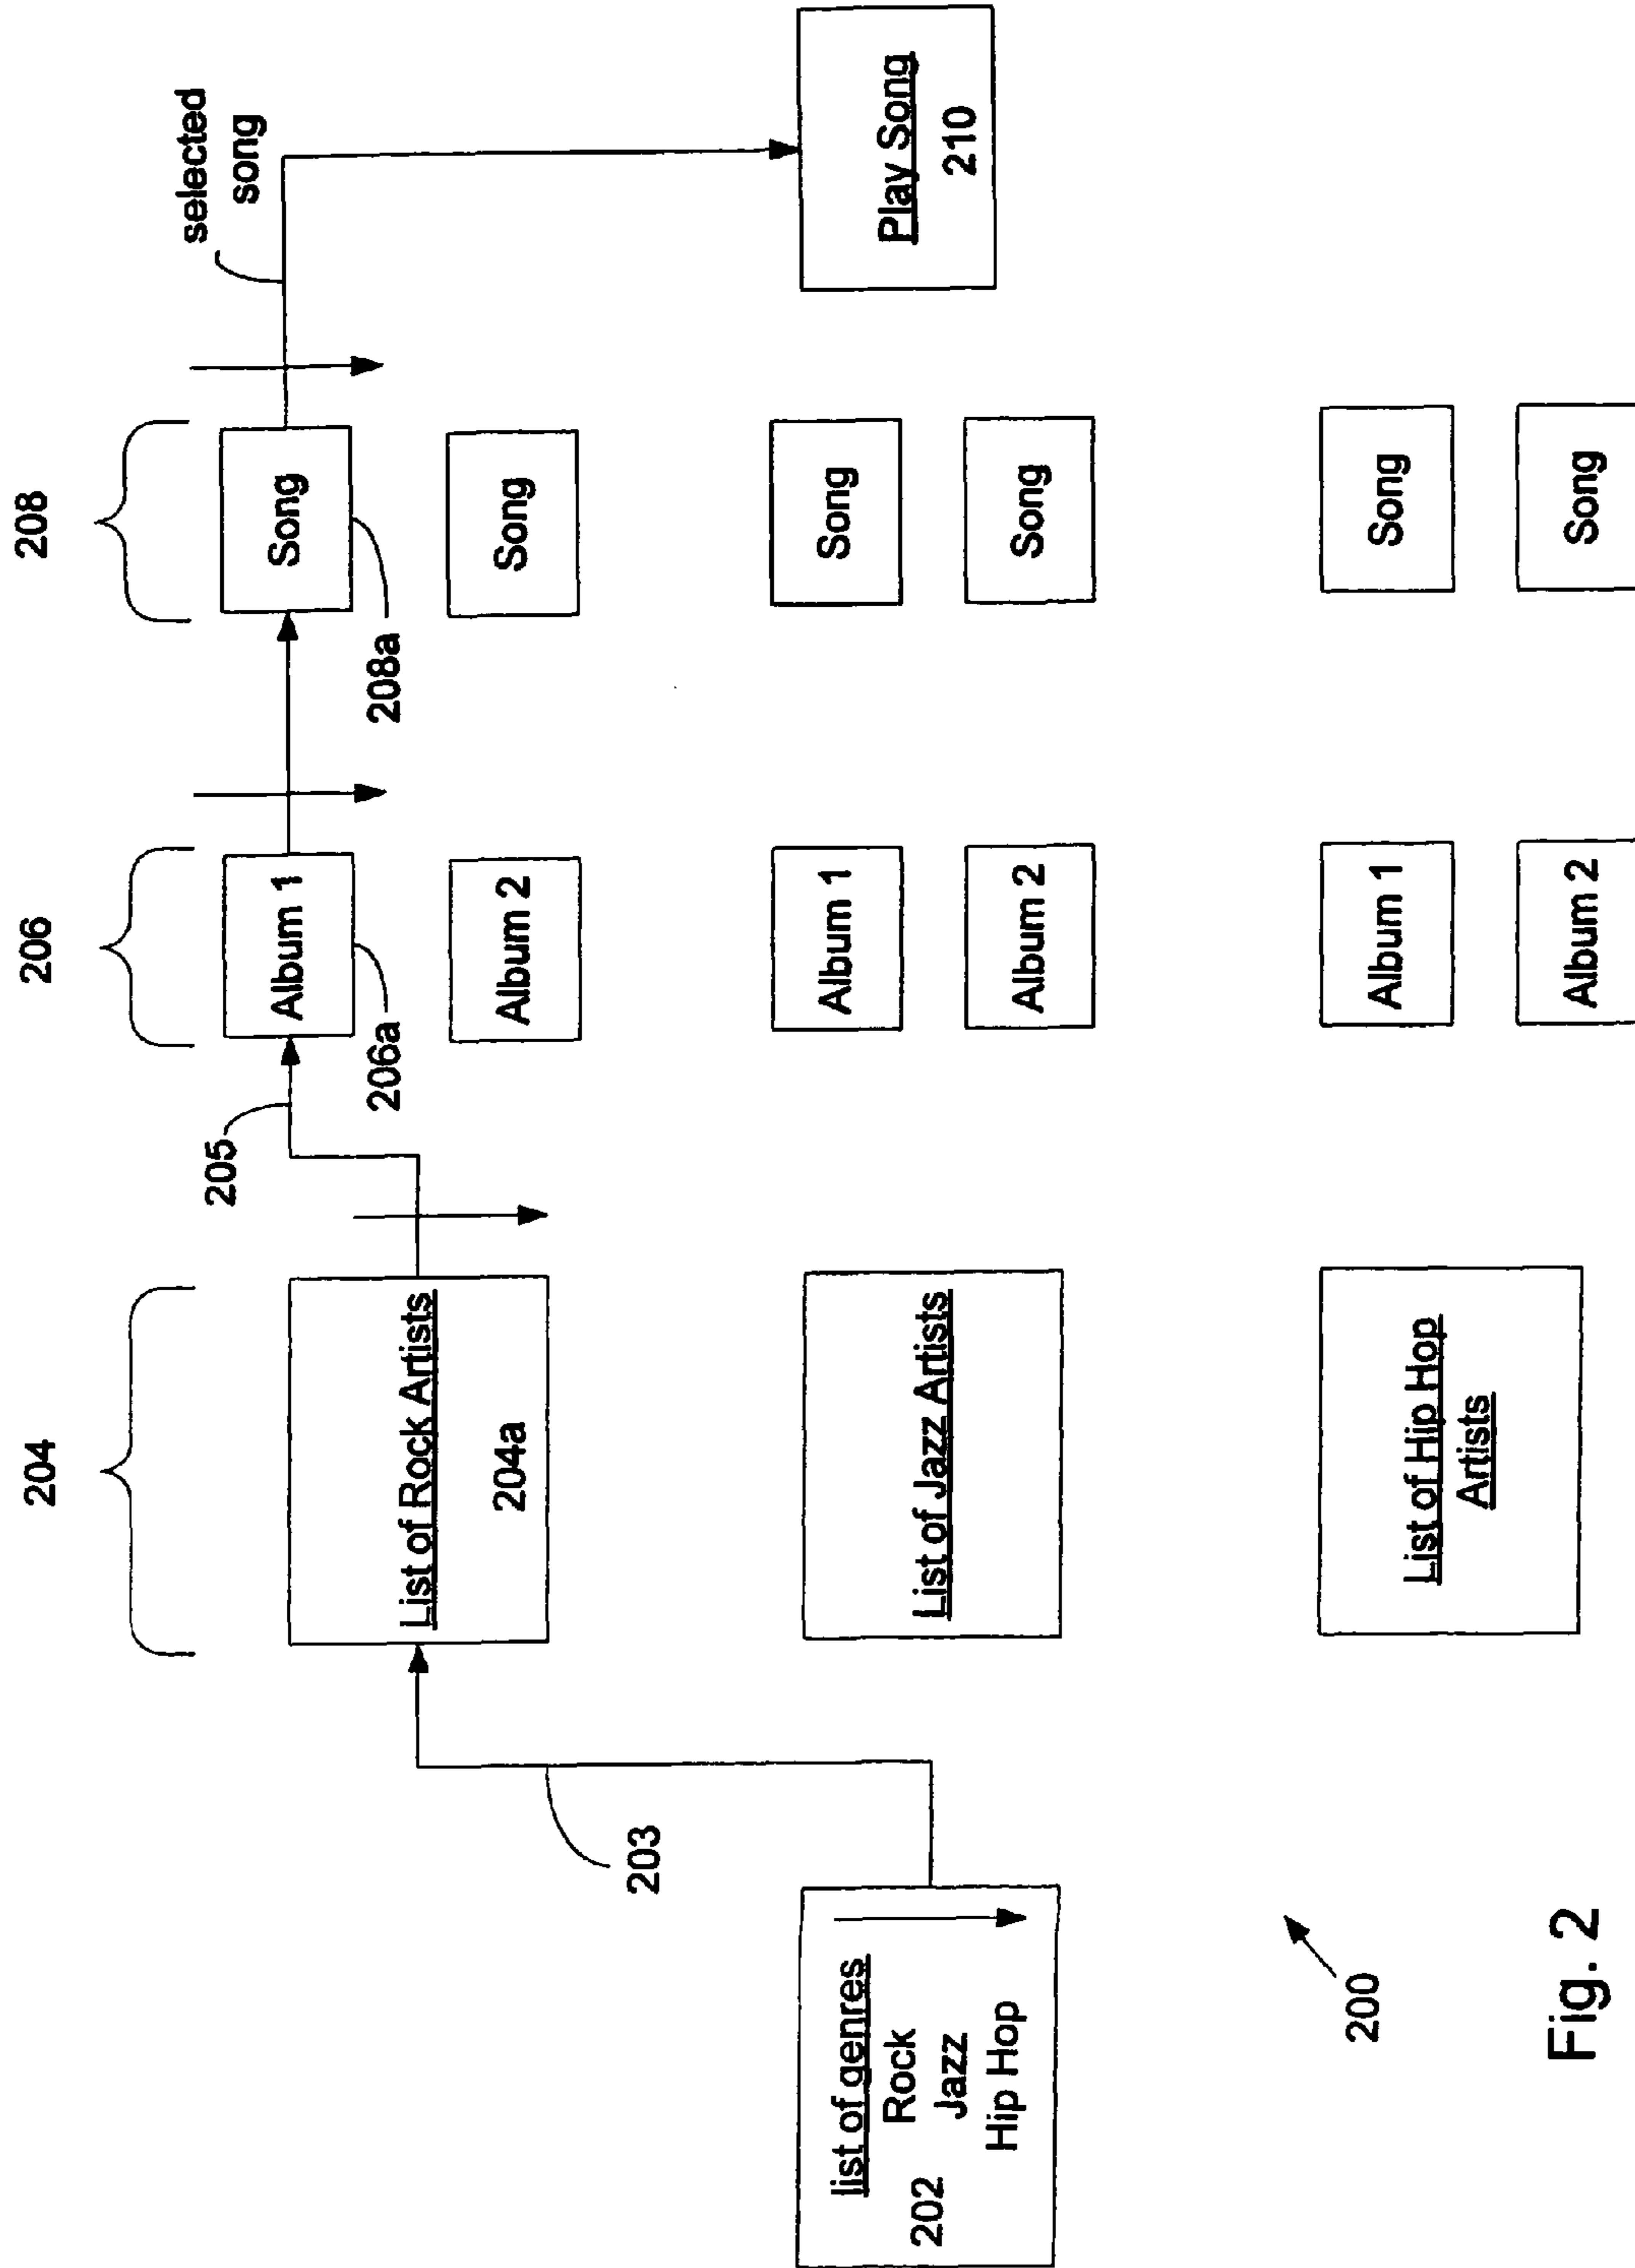 204
206
208
selected
song
205
List of Rock Artists
204a
Album 1
206a
Song
208a
Album 2
Song
203
list of genres
202
Rock
Jazz
Hip Hop
List of Jazz Artists
Album 1
Song
Album 2
Song
Play Song
210
200
List of Hip Hop
Artists
Album 1
Song
Album 2
Song
Fig. 2